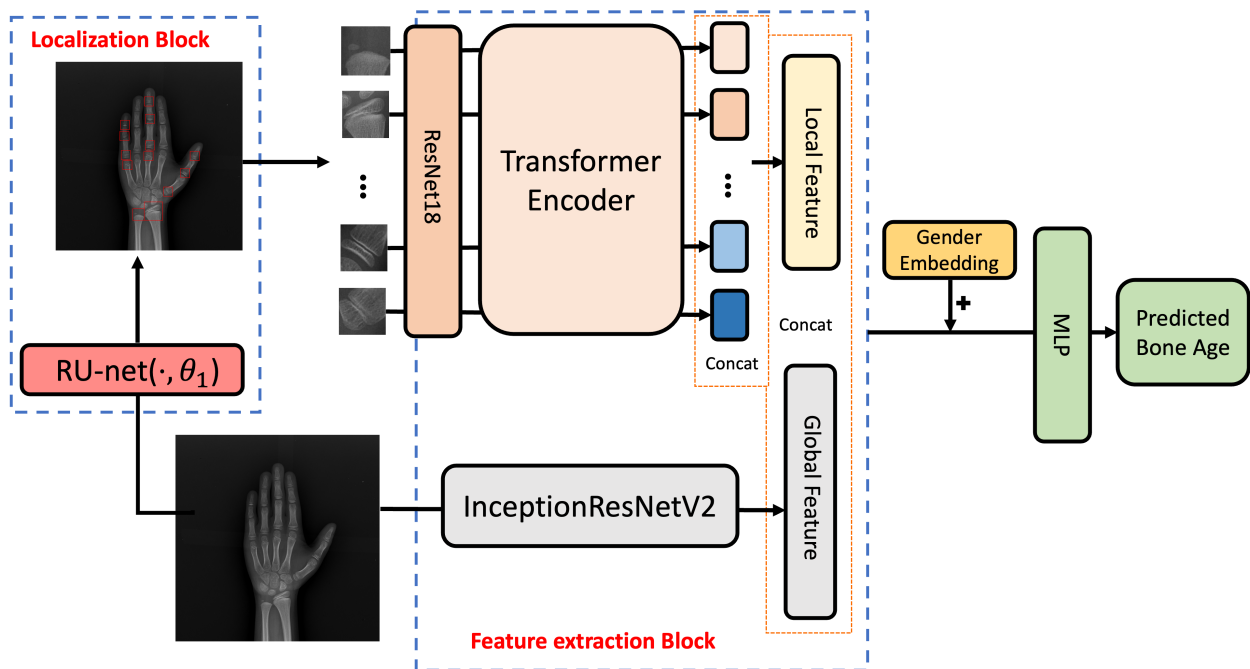 Localization Block
RU-net(·, θ₁)
ResNet18
Transformer
Encoder
...
...
Concat
Local Feature
Concat
InceptionResNetV2
Global Feature
Feature extraction Block
Gender
Embedding
+
MLP
Predicted
Bone Age